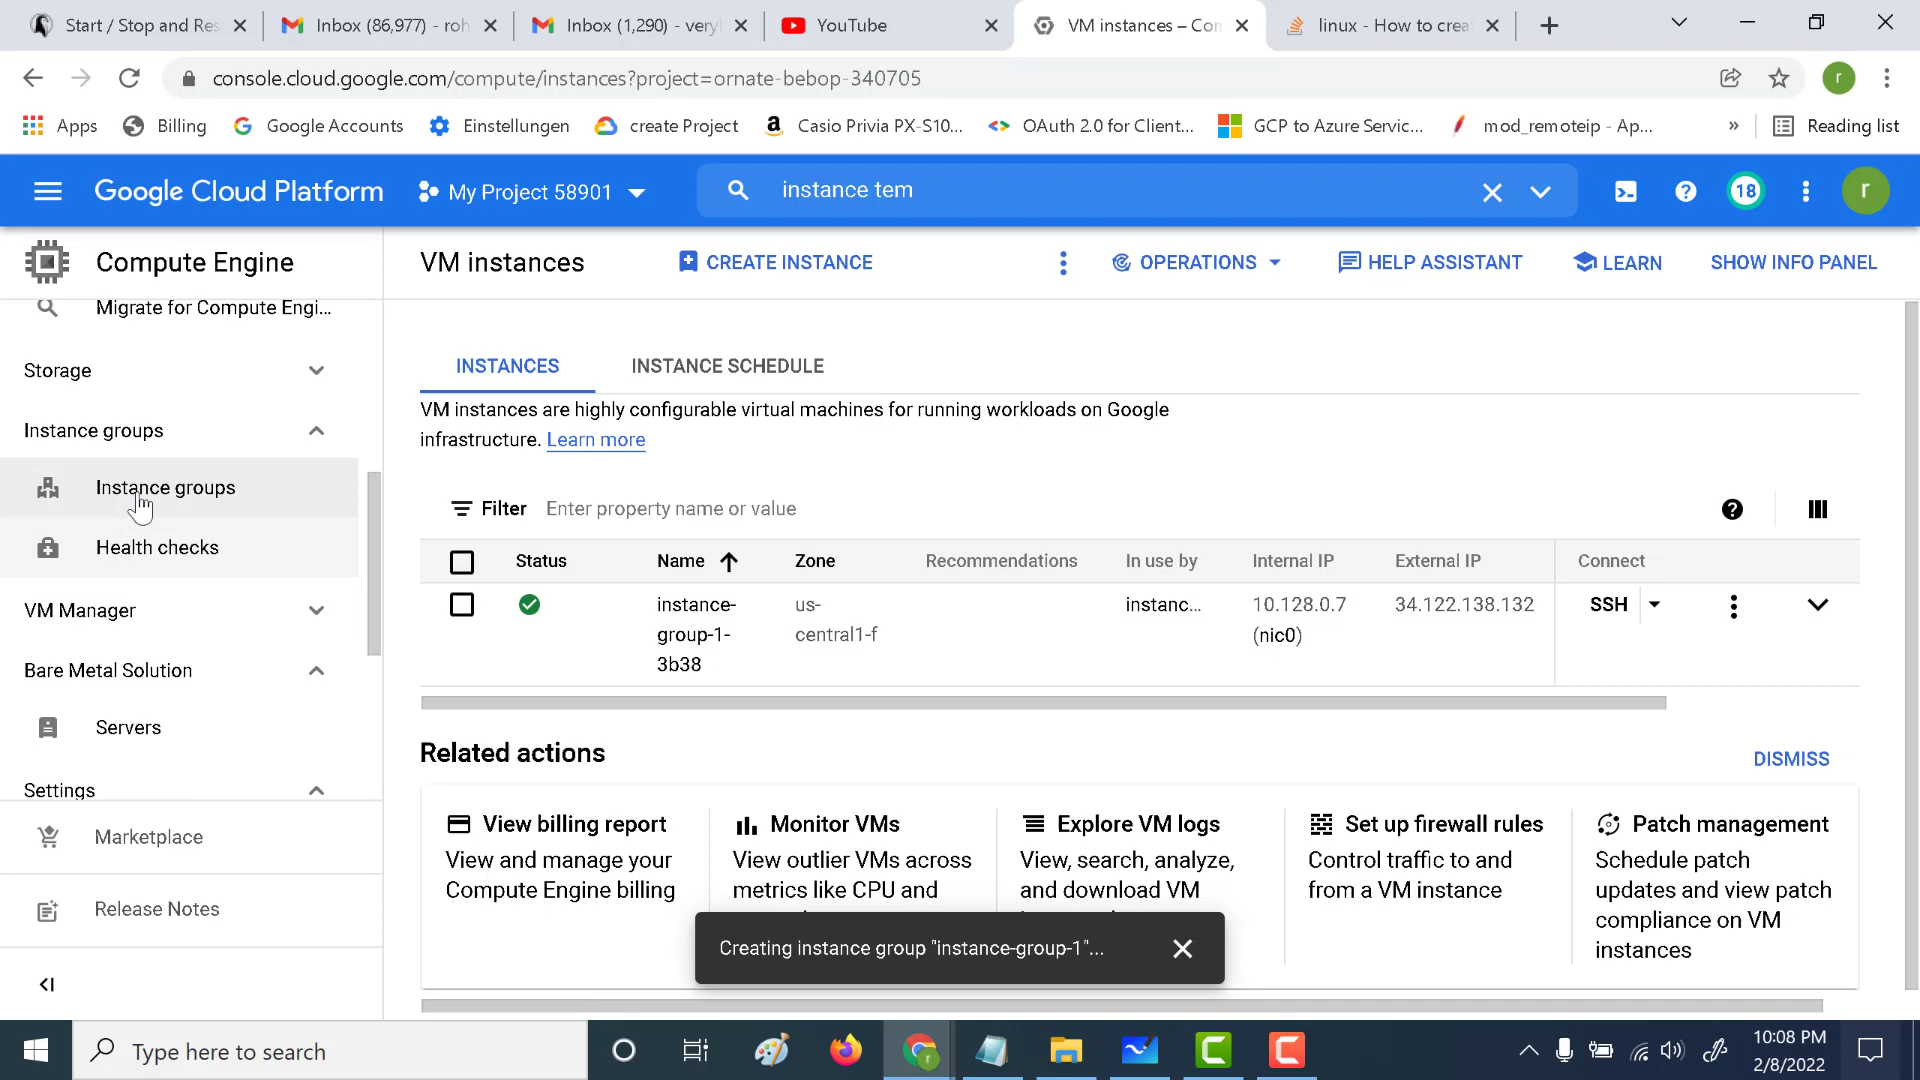 Start / Stop and Res
Inbox (86,977) - roh
Inbox (1,290) - very
YouTube
VM instances – Con
linux - How to crea
console.cloud.google.com/compute/instances?project=ornate-bebop-340705
r
Apps
Billing
Google Accounts
Einstellungen
create Project
Casio Privia PX-S10...
OAuth 2.0 for Client...
GCP to Azure Servic...
mod_remoteip - Ap...
»
Reading list
Google Cloud Platform
My Project 58901
instance tem
18
r
Compute Engine
VM instances
CREATE INSTANCE
OPERATIONS
HELP ASSISTANT
LEARN
SHOW INFO PANEL
Migrate for Compute Engi...
Storage
Instance groups
Instance groups
Health checks
VM Manager
Bare Metal Solution
Servers
Settings
Marketplace
Release Notes
INSTANCES
INSTANCE SCHEDULE
VM instances are highly configurable virtual machines for running workloads on Google
infrastructure. Learn more
Filter Enter property name or value
Status
Name
Zone
Recommendations
In use by
Internal IP
External IP
Connect
instance-
group-1-
3b38
us-
central1-f
instanc...
10.128.0.7
(nic0)
34.122.138.132
SSH
Related actions
DISMISS
View billing report
View and manage your
Compute Engine billing
Monitor VMs
View outlier VMs across
metrics like CPU and
Explore VM logs
View, search, analyze,
and download VM
Set up firewall rules
Control traffic to and
from a VM instance
Patch management
Schedule patch
updates and view patch
compliance on VM
instances
Creating instance group "instance-group-1"...
Type here to search
10:08 PM
2/8/2022